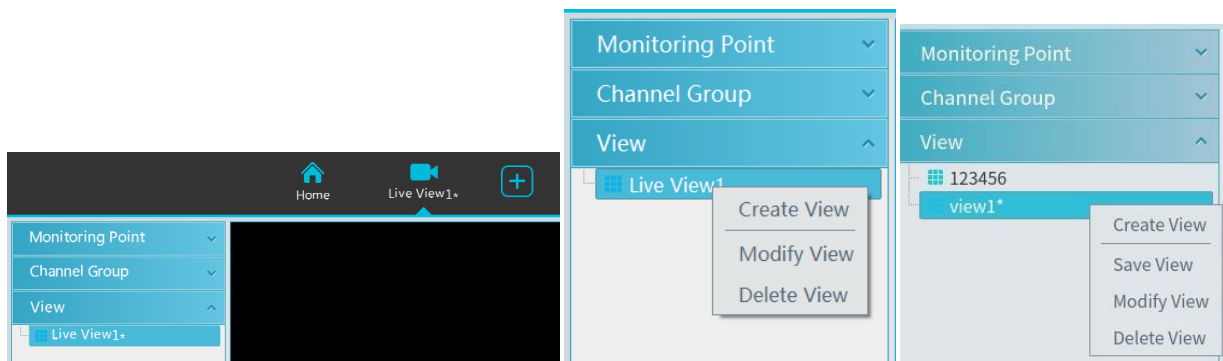 Home
Live View1*
Monitoring Point
Channel Group
View
Live View1*
Monitoring Point
Channel Group
View
Live View1
Create View
Modify View
Delete View
Monitoring Point
Channel Group
View
123456
view1*
Create View
Save View
Modify View
Delete View